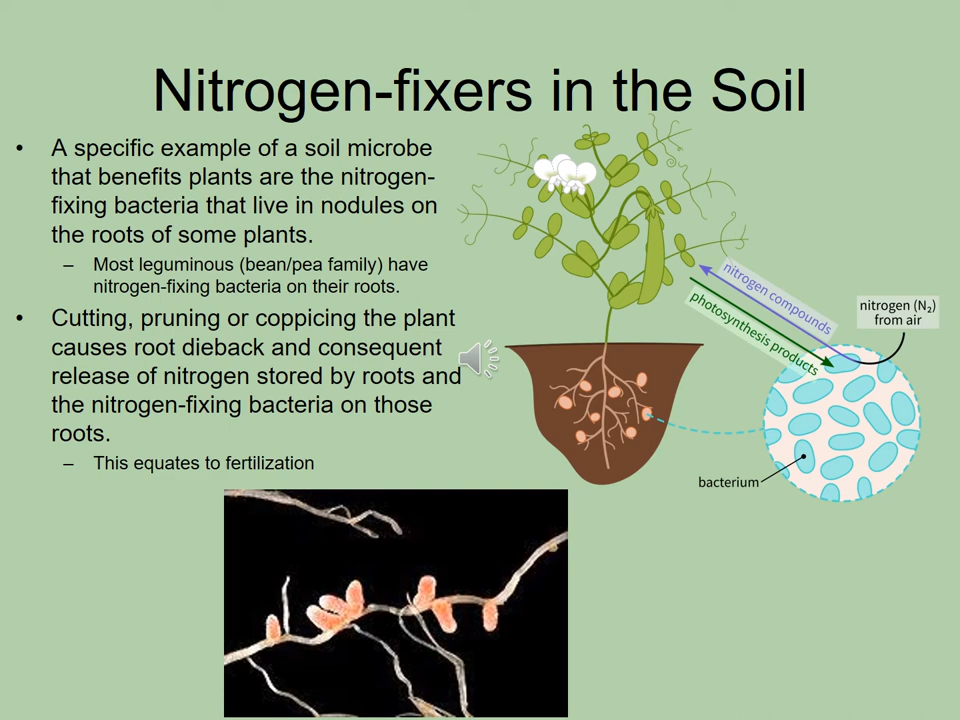 Nitrogen-fixers in the Soil
• A specific example of a soil microbe
that benefits plants are the nitrogen-
fixing bacteria that live in nodules on
the roots of some plants.
– Most leguminous (bean/pea family) have
nitrogen-fixing bacteria on their roots.
• Cutting, pruning or coppicing the plant
causes root dieback and consequent
release of nitrogen stored by roots and
the nitrogen-fixing bacteria on those
roots.
– This equates to fertilization
nitrogen compounds
photosynthesis products
nitrogen (N₂)
from air
bacterium